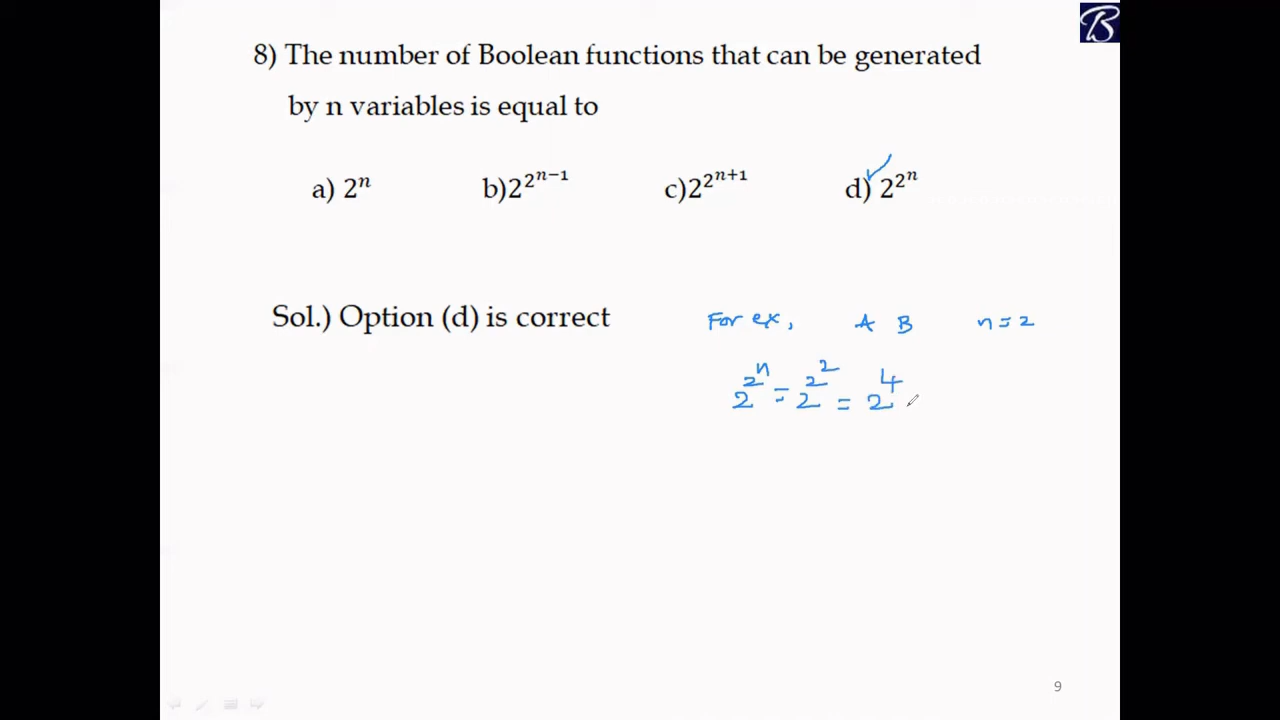 B
8) The number of Boolean functions that can be generated
by n variables is equal to
a) 2ⁿ b)2^2^{n−1} c)2^2^{n+1} d) 2^2^n
Sol.) Option (d) is correct
For ex, A B n = 2
2^2^n = 2^2^2 = 2^4
9